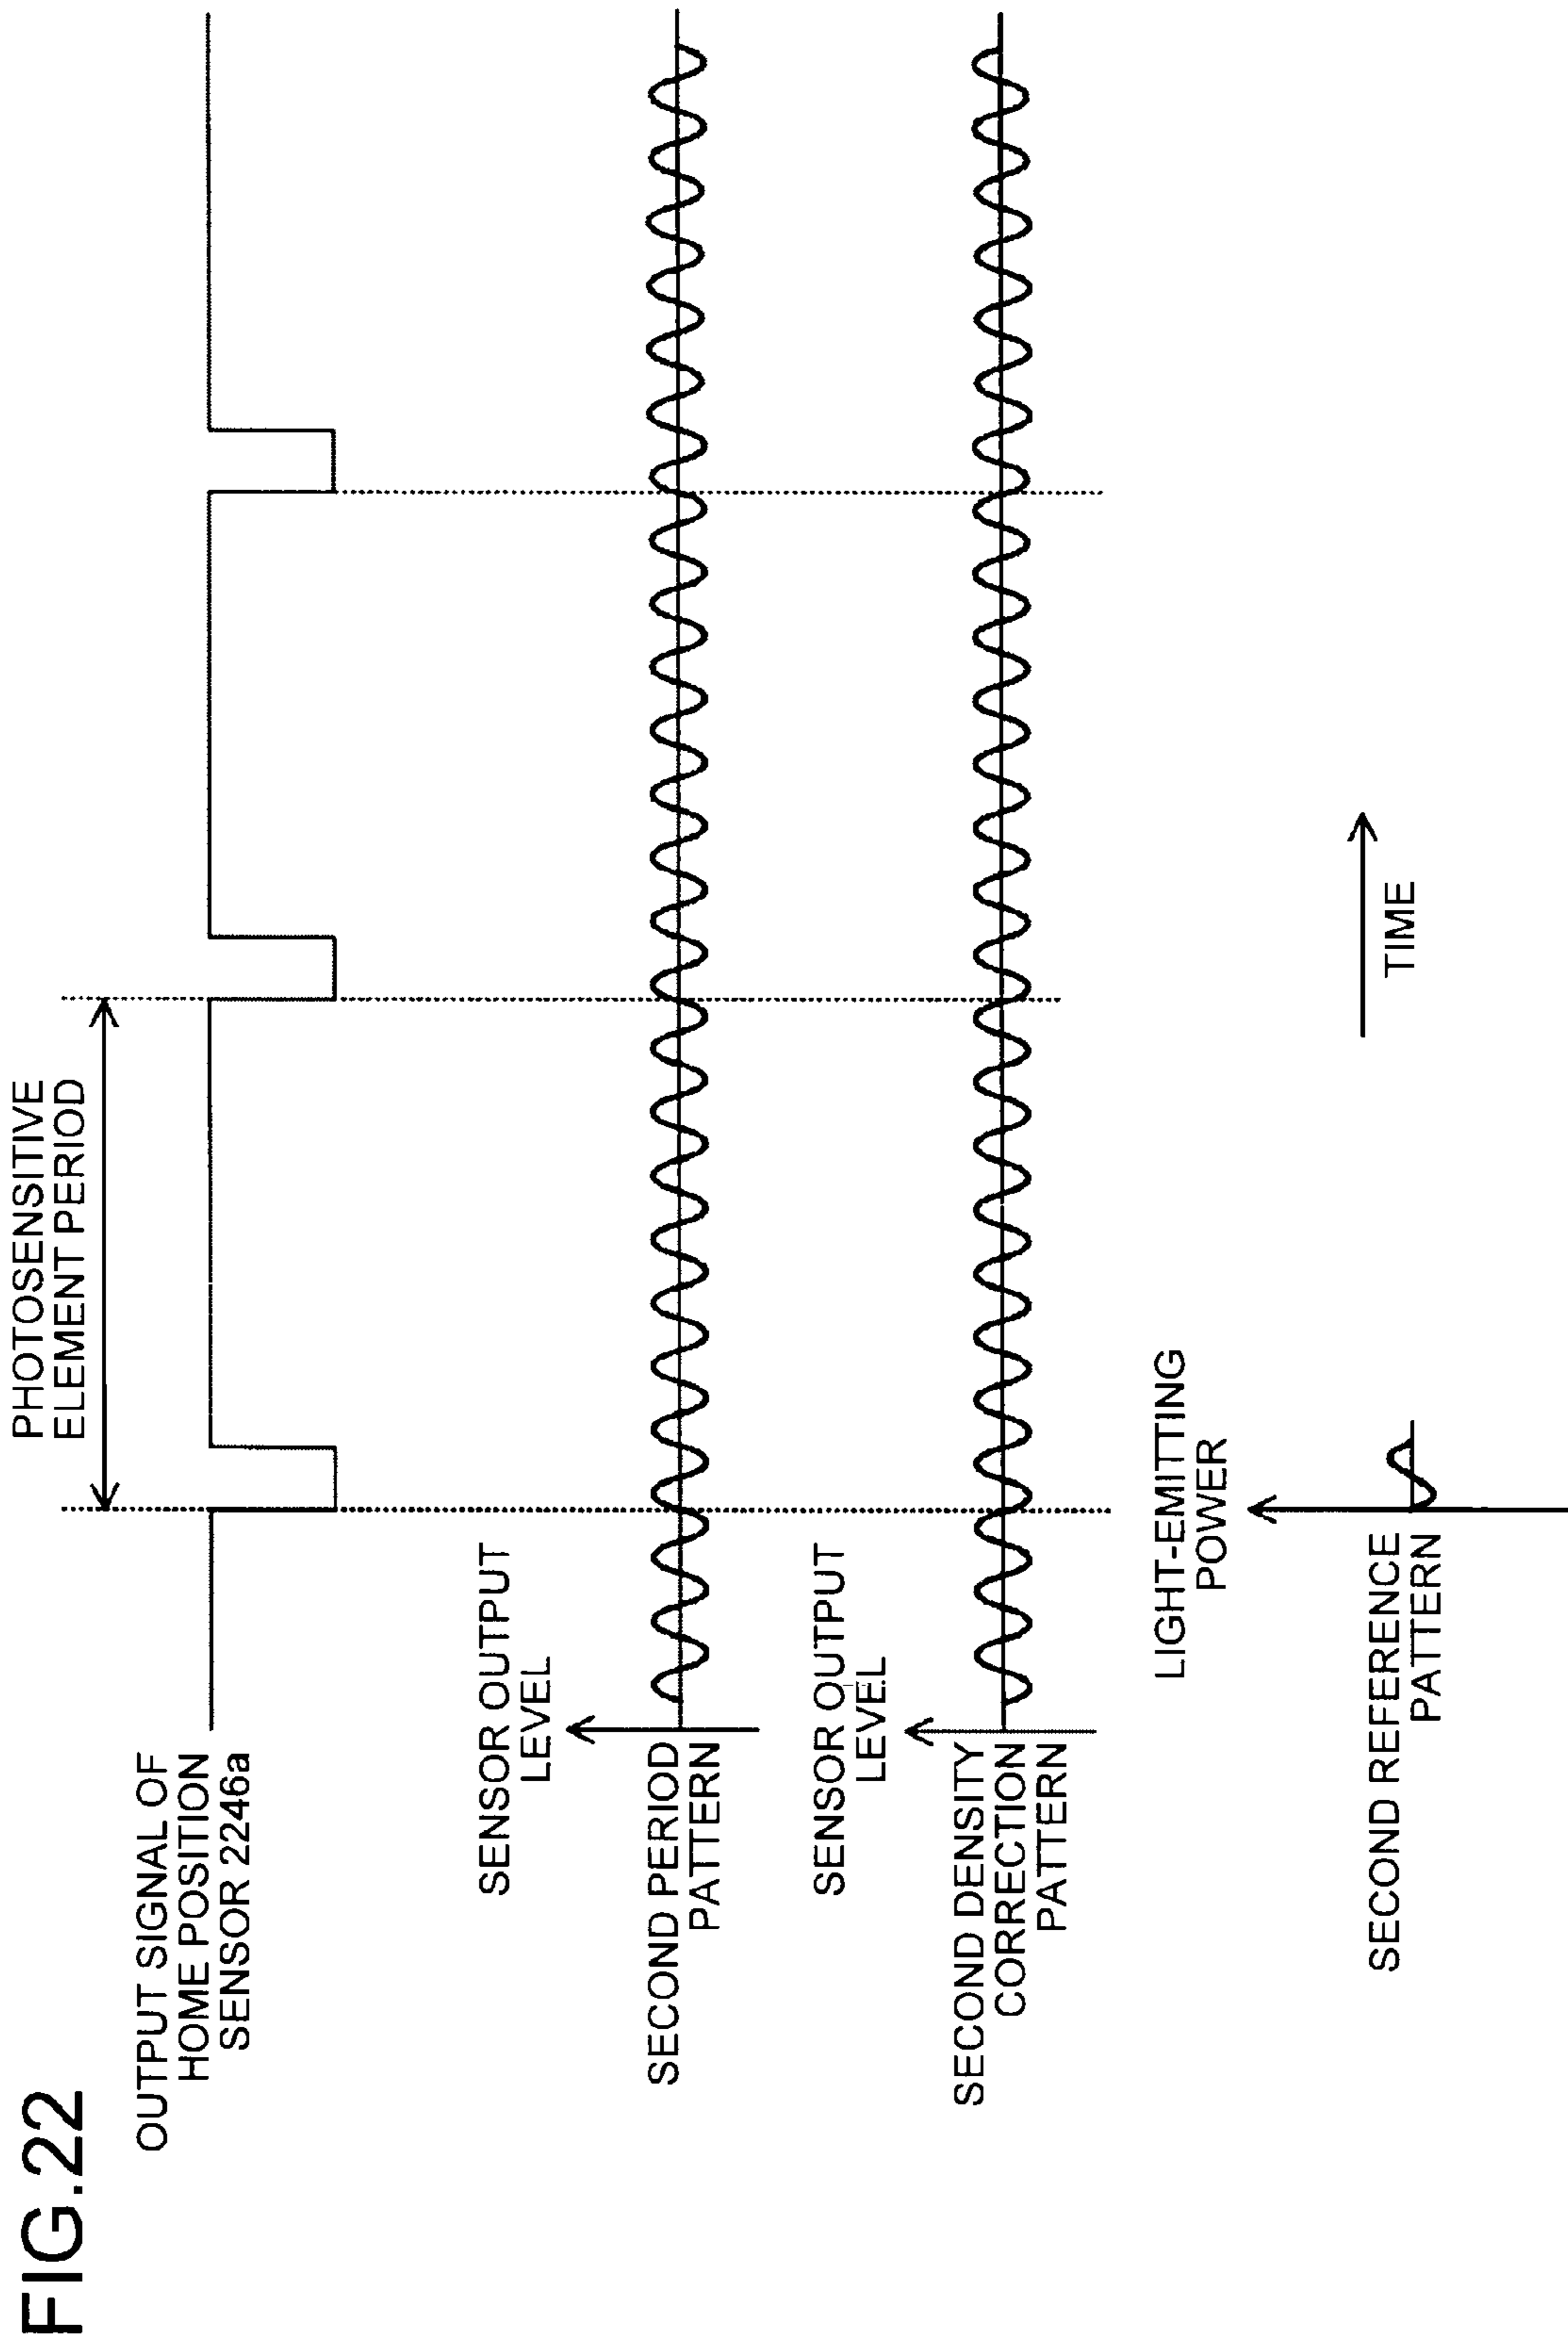 FIG.22
PHOTOSENSITIVE
ELEMENT PERIOD
OUTPUT SIGNAL OF
HOME POSITION
SENSOR 2246a
SENSOR OUTPUT
LEVEL
SECOND PERIOD
PATTERN
SENSOR OUTPUT
LEVEL
SECOND DENSITY
CORRECTION
PATTERN
LIGHT-EMITTING
POWER
SECOND REFERENCE
PATTERN
TIME